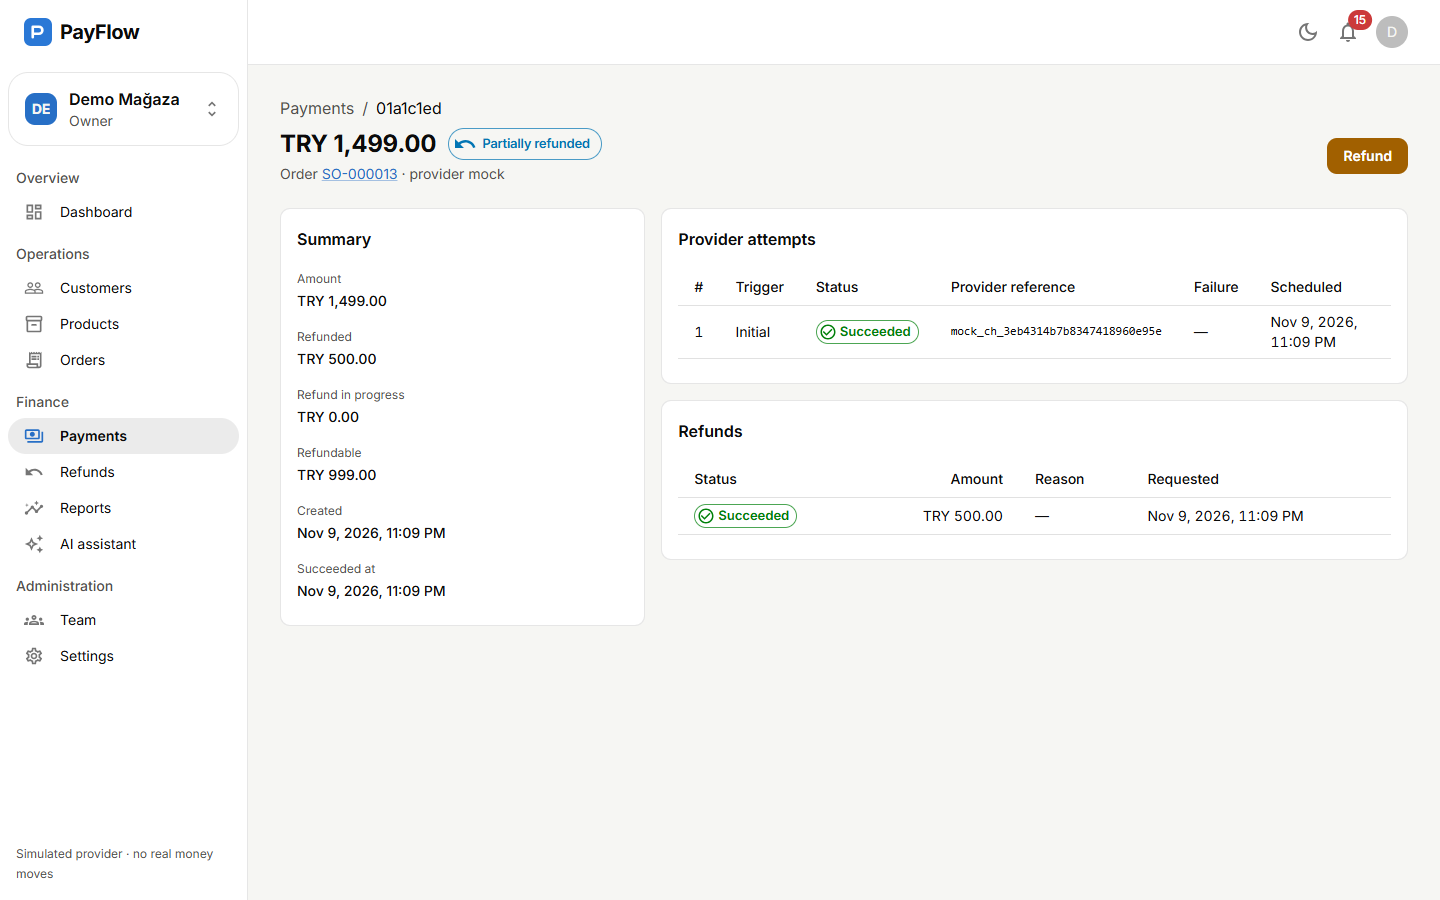 PayFlow
15
D
DE
Demo Mağaza
Owner
Overview
Dashboard
Operations
Customers
Products
Orders
Finance
Payments
Refunds
Reports
AI assistant
Administration
Team
Settings
Simulated provider · no real money
moves
Payments / 01a1c1ed
TRY 1,499.00 Partially refunded
Order SO-000013 · provider mock
Refund
Summary
Amount
TRY 1,499.00
Refunded
TRY 500.00
Refund in progress
TRY 0.00
Refundable
TRY 999.00
Created
Nov 9, 2026, 11:09 PM
Succeeded at
Nov 9, 2026, 11:09 PM
Provider attempts
# Trigger Status Provider reference Failure Scheduled
1 Initial Succeeded mock_ch_3eb4314b7b8347418960e95e — Nov 9, 2026,
11:09 PM
Refunds
Status Amount Reason Requested
Succeeded TRY 500.00 — Nov 9, 2026, 11:09 PM